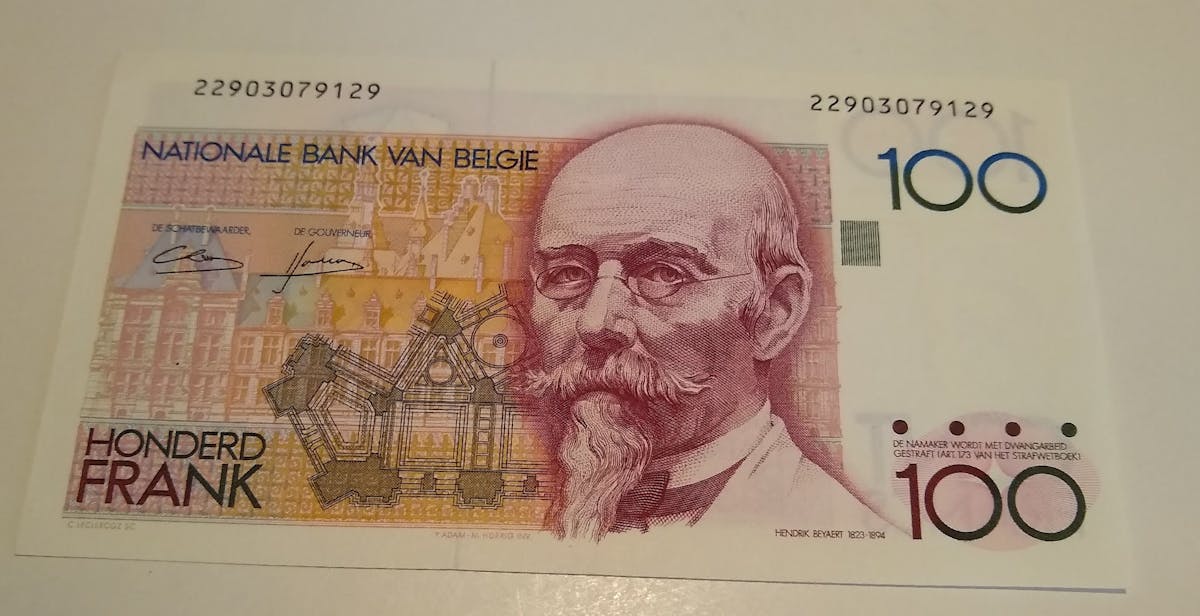 22903079129
22903079129
NATIONALE BANK VAN BELGIE
100
DE SCHATBEWAARDER,
DE GOUVERNEUR,
HONDERD
FRANK
DE NAMAKER WORDT MET DWANGARBEID
GESTRAFT (ART. 173 VAN HET STRAFWETBOEK).
100
HENDRIK BEYAERT 1823-1894